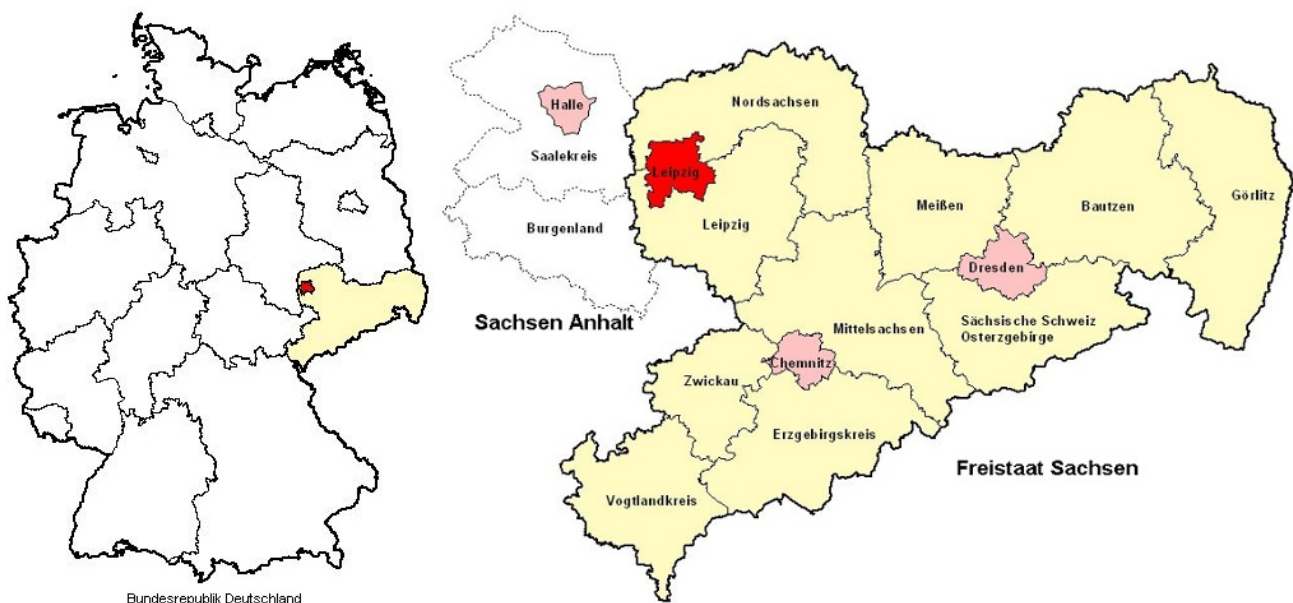 Bundesrepublik Deutschland
Halle
Saalekreis
Burgenland
Sachsen Anhalt
Nordsachsen
Leipzig
Leipzig
Meißen
Bautzen
Görlitz
Dresden
Sächsische Schweiz
Osterzgebirge
Mittelsachsen
Chemnitz
Zwickau
Erzgebirgskreis
Vogtlandkreis
Freistaat Sachsen